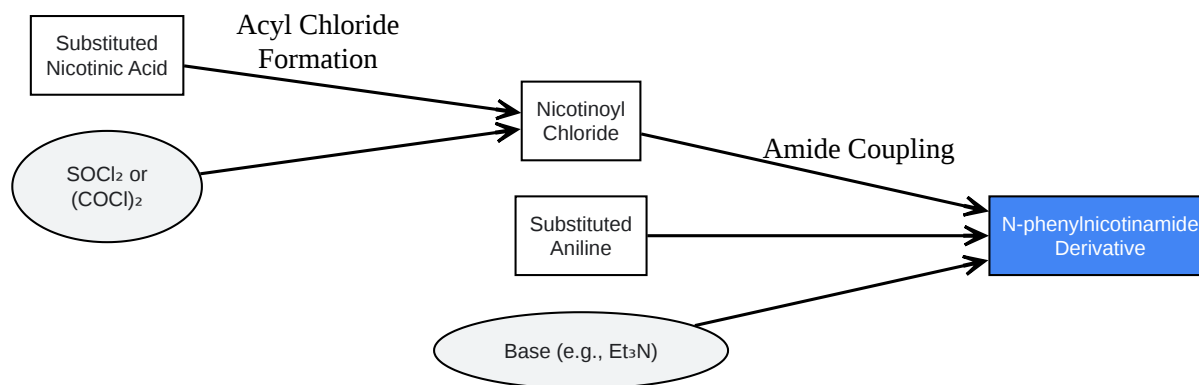 Substituted
Nicotinic Acid
Acyl Chloride
Formation
SOCl₂ or
(COCl)₂
Nicotinoyl
Chloride
Amide Coupling
Substituted
Aniline
Base (e.g., Et₃N)
N-phenylnicotinamide
Derivative